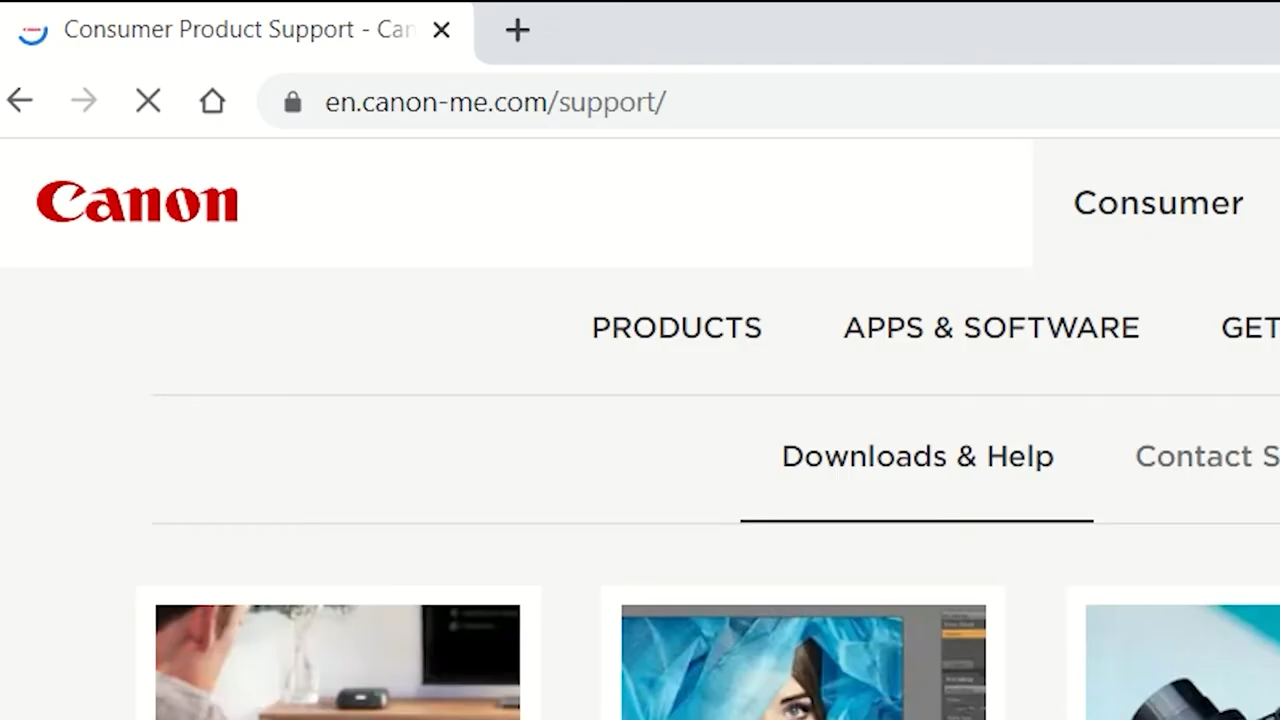 Consumer Product Support - Can
en.canon-me.com/support/
Canon
Consumer
PRODUCTS APPS & SOFTWARE GET
Downloads & Help Contact S